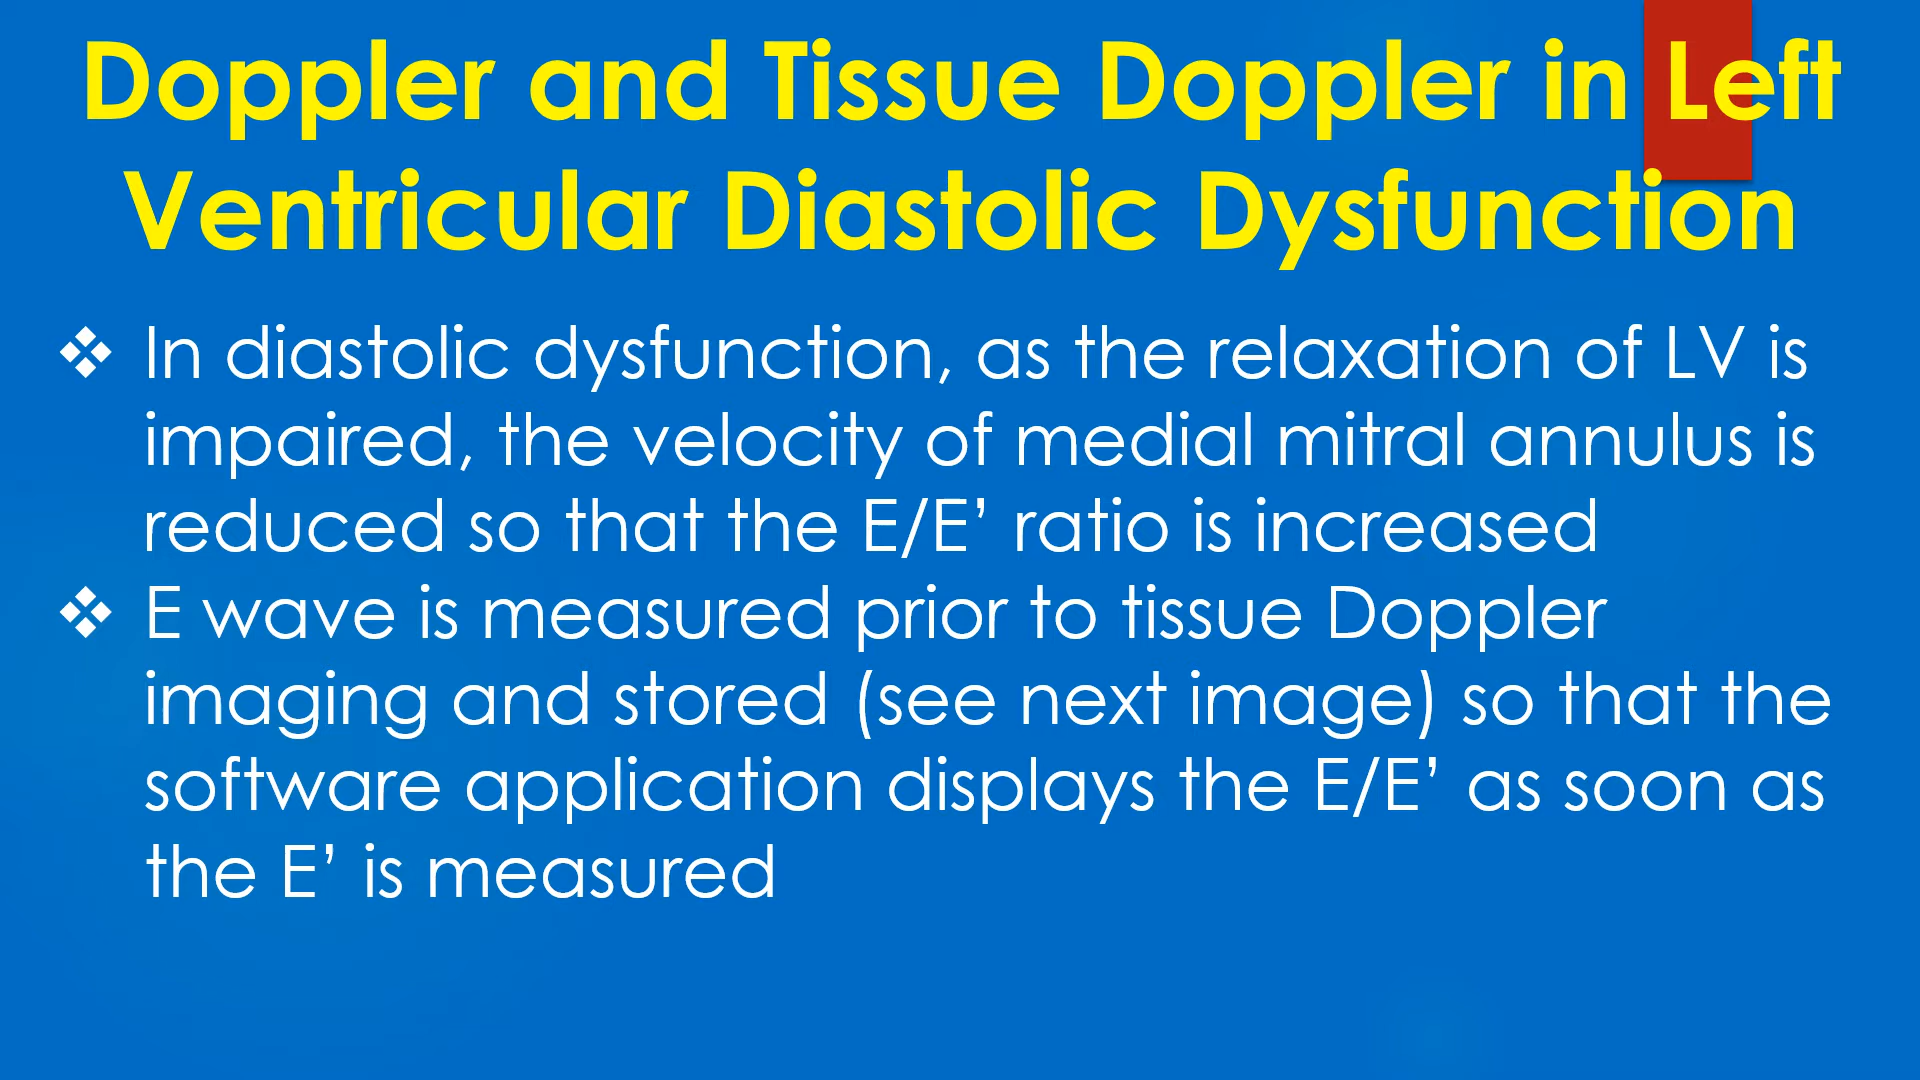 Doppler and Tissue Doppler in Left
Ventricular Diastolic Dysfunction
❖ In diastolic dysfunction, as the relaxation of LV is
impaired, the velocity of medial mitral annulus is
reduced so that the E/E’ ratio is increased
❖ E wave is measured prior to tissue Doppler
imaging and stored (see next image) so that the
software application displays the E/E’ as soon as
the E’ is measured